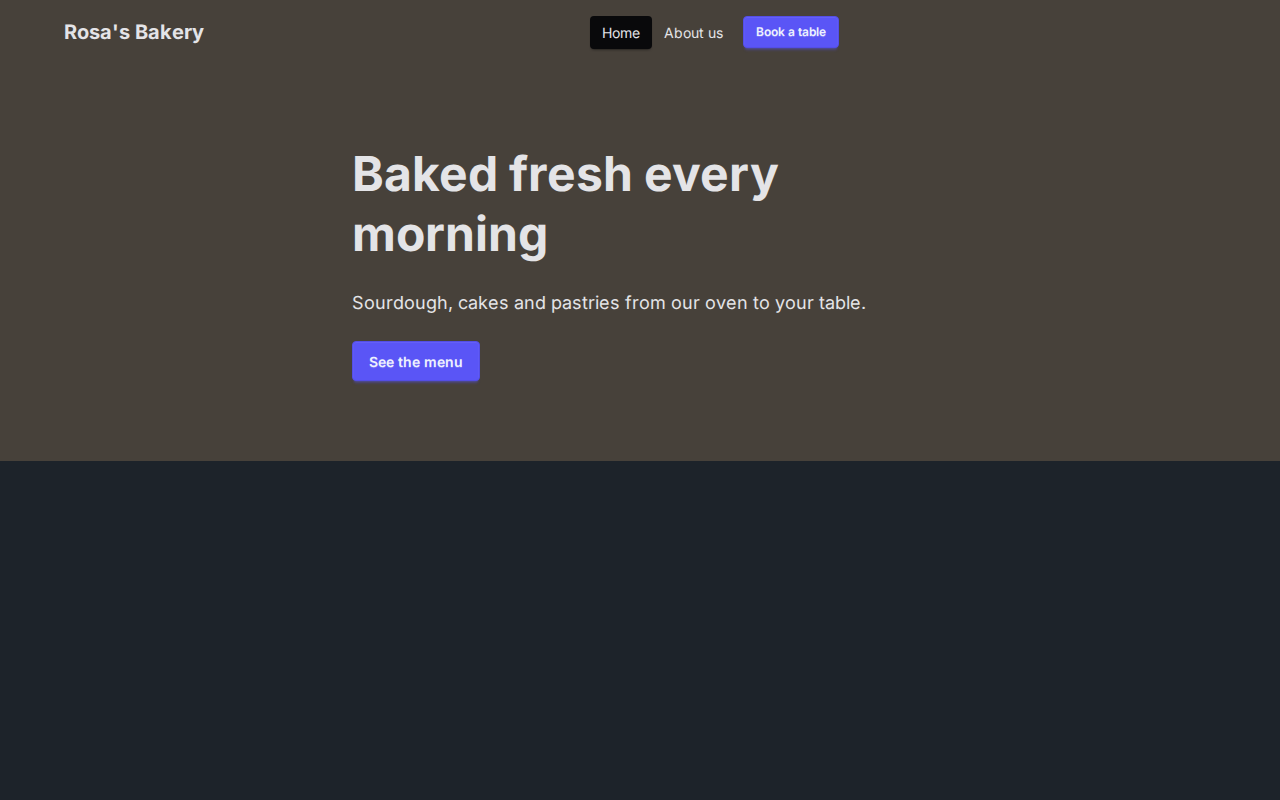 Rosa's Bakery
Home
About us
Book a table
Baked fresh every
morning
Sourdough, cakes and pastries from our oven to your table.
See the menu